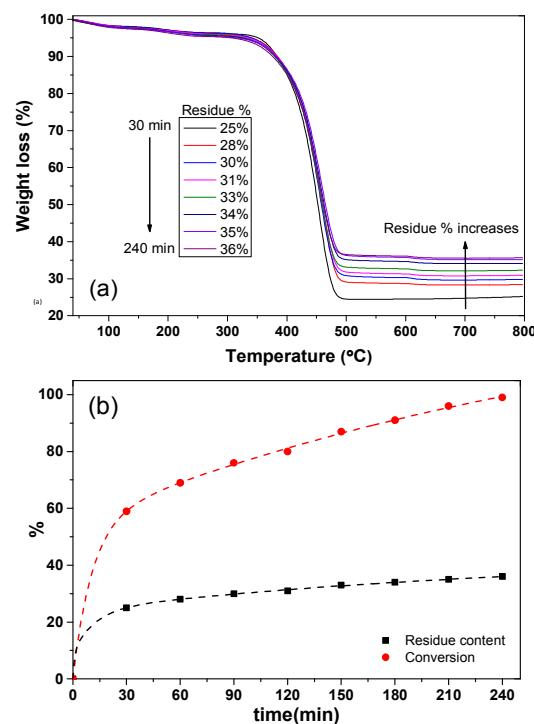 100
90
80
70
60
50
40
30
20
Weight loss (%)
Residue %
30 min
25%
28%
30%
31%
33%
34%
35%
240 min
36%
Residue % increases
(a)
(a)
100 200 300 400 500 600 700 800
Temperature (°C)
(b)
100
80
60
40
20
0
%
Residue content
Conversion
0 30 60 90 120 150 180 210 240
time(min)